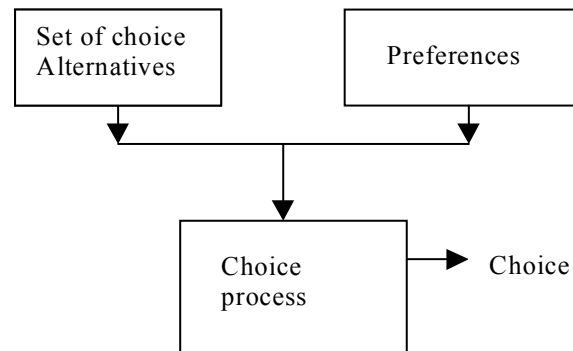 Set of choice
Alternatives
Preferences
Choice
process
Choice